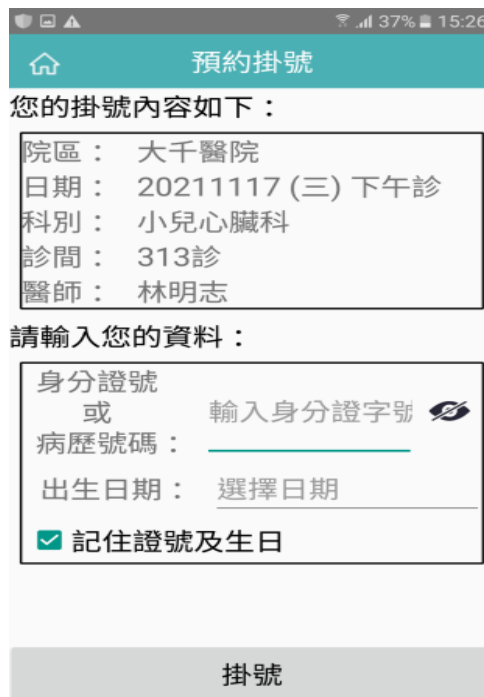 37% 15:26
預約掛號
您的掛號內容如下：
院區： 大千醫院
日期： 20211117 (三) 下午診
科別： 小兒心臟科
診間： 313診
醫師： 林明志
請輸入您的資料：
身分證號
或
病歷號碼： 輸入身分證字號
出生日期： 選擇日期
記住證號及生日
掛號